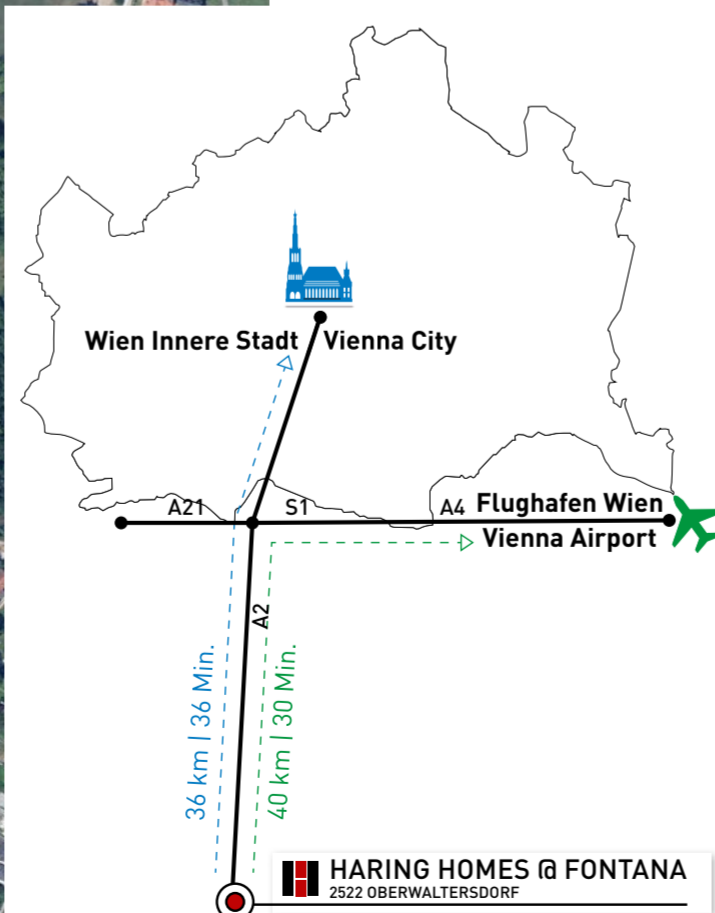 Wien Innere Stadt Vienna City
A21 S1 A4 Flughafen Wien
Vienna Airport
A2
36 km | 36 Min.
40 km | 30 Min.
HARING HOMES @ FONTANA
2522 OBERWALTERSDORF